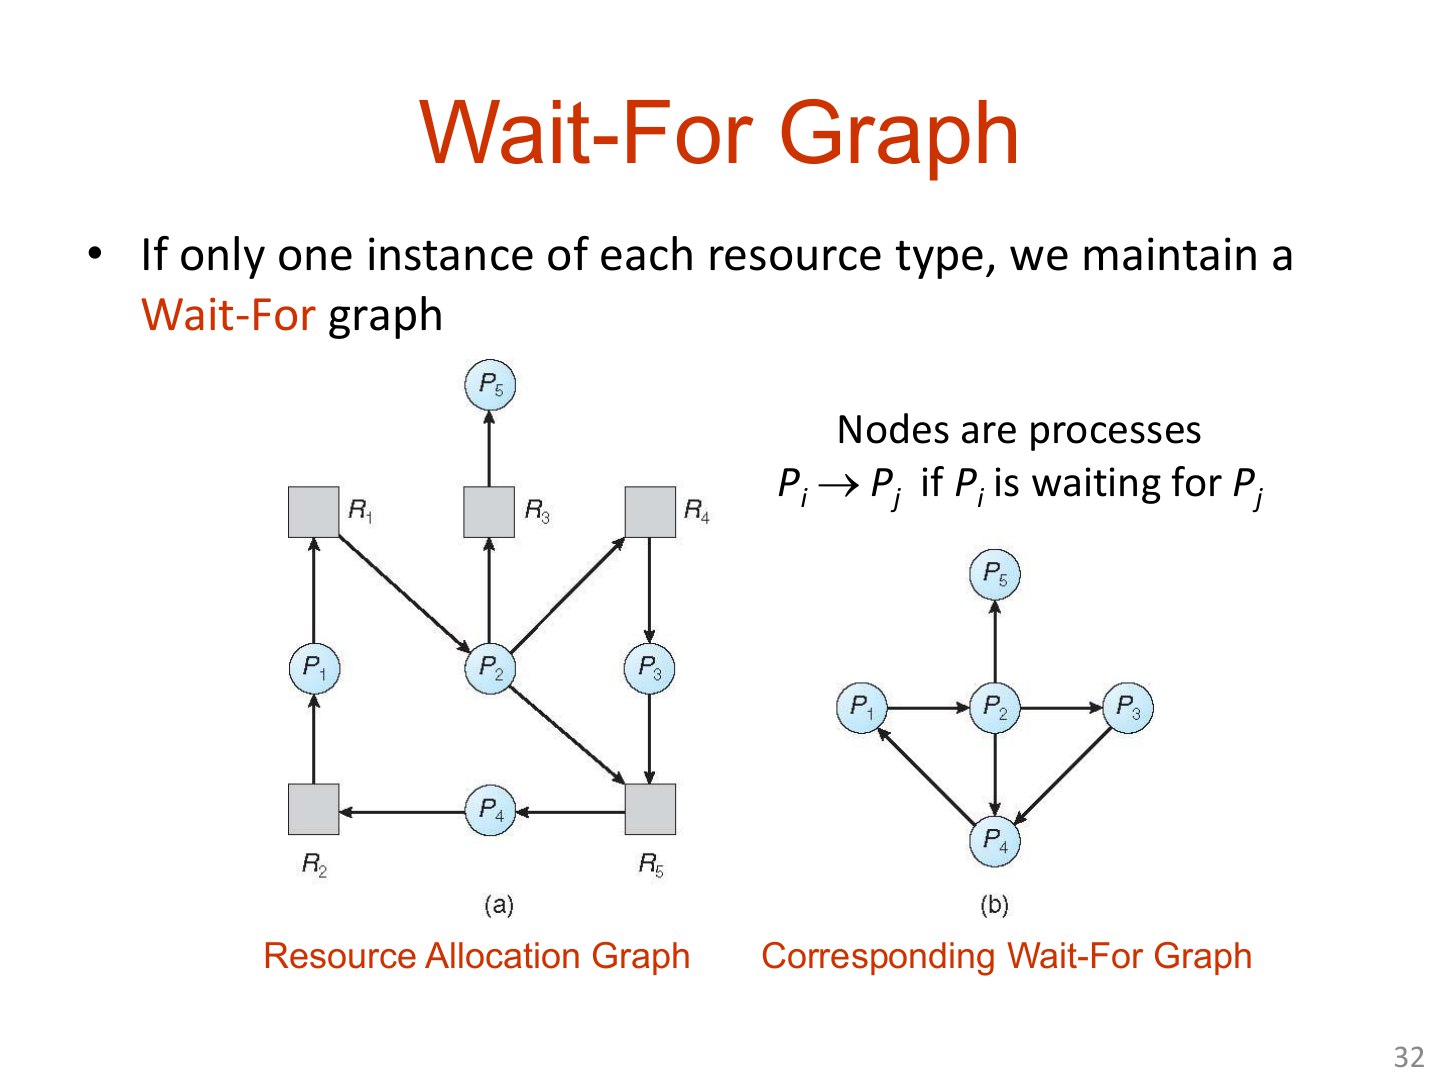 Wait-For Graph
• If only one instance of each resource type, we maintain a
Wait-For graph
Nodes are processes
Pi → Pj if Pi is waiting for Pj
P5
R1
R3
R4
P1
P2
P3
P4
R2
R5
(a)
P5
P1
P2
P3
P4
(b)
Resource Allocation Graph
Corresponding Wait-For Graph
32